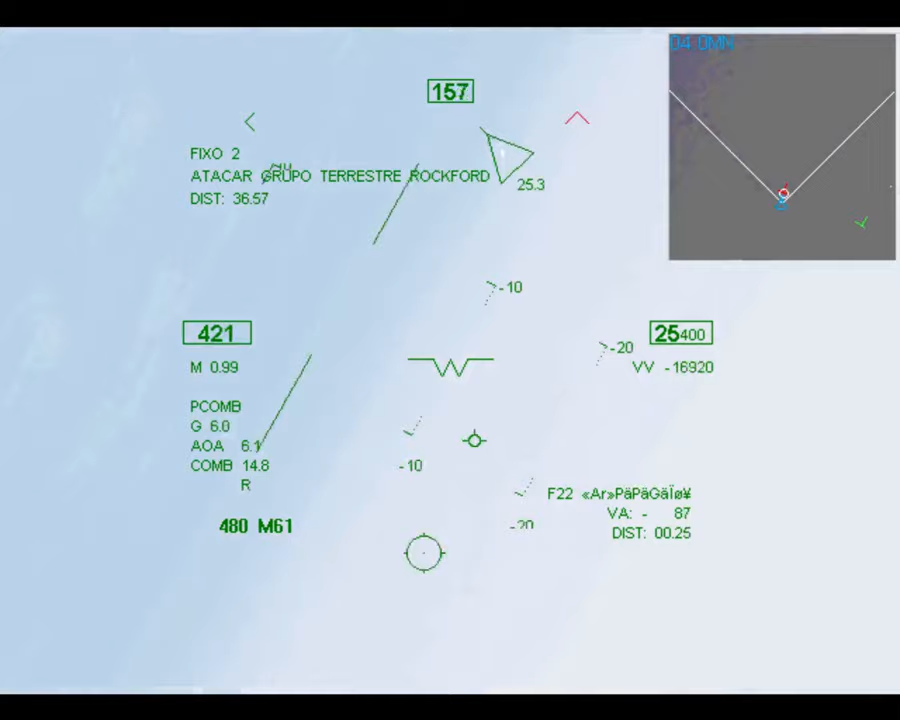 04.0MN
157
FIXO 2
ATACAR GRUPO TERRESTRE ROCKFORD
DIST: 36.57
25.3
-10
421
25400
-20
M 0.99
VV -16920
PCOMB
G 6.0
AOA 6.1
COMB 14.8
R
-10
F22 «Ar»PäPäGäÏø¥
VA: - 87
DIST: 00.25
480 M61
-20